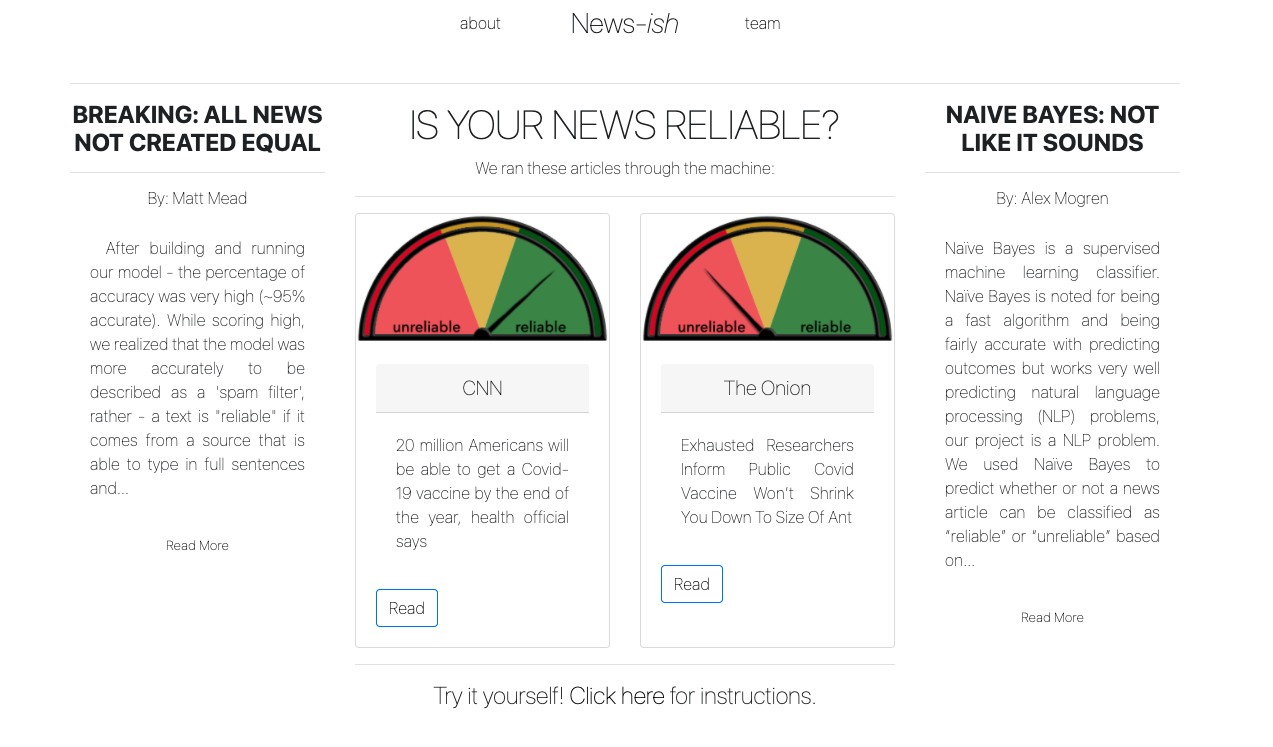 about
News-ish
team
BREAKING: ALL NEWS
NOT CREATED EQUAL
By: Matt Mead
After building and running
our model - the percentage of
accuracy was very high (~95%
accurate). While scoring high,
we realized that the model was
more accurately to be
described as a 'spam filter',
rather - a text is "reliable" if it
comes from a source that is
able to type in full sentences
and...
Read More
IS YOUR NEWS RELIABLE?
We ran these articles through the machine:
unreliable
reliable
CNN
20 million Americans will
be able to get a Covid-
19 vaccine by the end of
the year, health official
says
Read
unreliable
reliable
The Onion
Exhausted Researchers
Inform Public Covid
Vaccine Won’t Shrink
You Down To Size Of Ant
Read
Try it yourself! Click here for instructions.
NAIVE BAYES: NOT
LIKE IT SOUNDS
By: Alex Mogren
Naïve Bayes is a supervised
machine learning classifier.
Naïve Bayes is noted for being
a fast algorithm and being
fairly accurate with predicting
outcomes but works very well
predicting natural language
processing (NLP) problems,
our project is a NLP problem.
We used Naïve Bayes to
predict whether or not a news
article can be classified as
“reliable” or “unreliable” based
on...
Read More